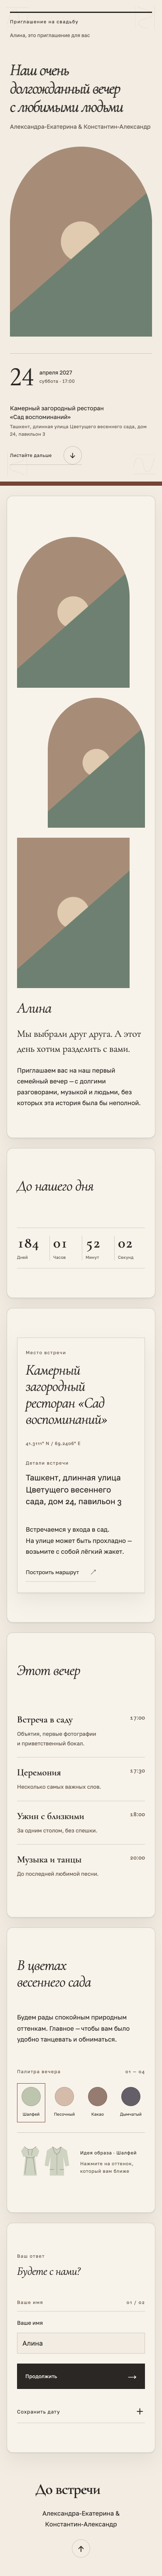 Приглашение на свадьбу
Алина, это приглашение для вас
Наш очень
долгожданный вечер
с любимыми людьми
Александра-Екатерина & Константин-Александр
24
апреля 2027
суббота · 17:00
Камерный загородный ресторан
«Сад воспоминаний»
Ташкент, длинная улица Цветущего весеннего сада, дом
24, павильон 3
Листайте дальше
Алина
Мы выбрали друг друга. А этот
день хотим разделить с вами.
Приглашаем вас на наш первый
семейный вечер — с долгими
разговорами, музыкой и людьми, без
которых эта история была бы неполной.
До нашего дня
184
01
52
02
Дней
Часов
Минут
Секунд
Место встречи
Камерный
загородный
ресторан «Сад
воспоминаний»
41.3111° N / 69.2406° E
Детали встречи
Ташкент, длинная улица
Цветущего весеннего
сада, дом 24, павильон 3
Встречаемся у входа в сад.
На улице может быть прохладно —
возьмите с собой лёгкий жакет.
Построить маршрут
Этот вечер
Встреча в саду
17:00
Объятия, первые фотографии
и приветственный бокал.
Церемония
17:30
Несколько самых важных слов.
Ужин с близкими
18:00
За одним столом, без спешки.
Музыка и танцы
20:00
До последней любимой песни.
В цветах
весеннего сада
Будем рады спокойным природным
оттенкам. Главное — чтобы вам было
удобно танцевать и обниматься.
Палитра вечера
01 — 04
Шалфей
Песочный
Какао
Дымчатый
Идея образа · Шалфей
Нажмите на оттенок,
который вам ближе
Ваш ответ
Будете с нами?
Ваше имя
01 / 02
Ваше имя
Алина
Продолжить
Сохранить дату
До встречи
Александра-Екатерина &
Константин-Александр